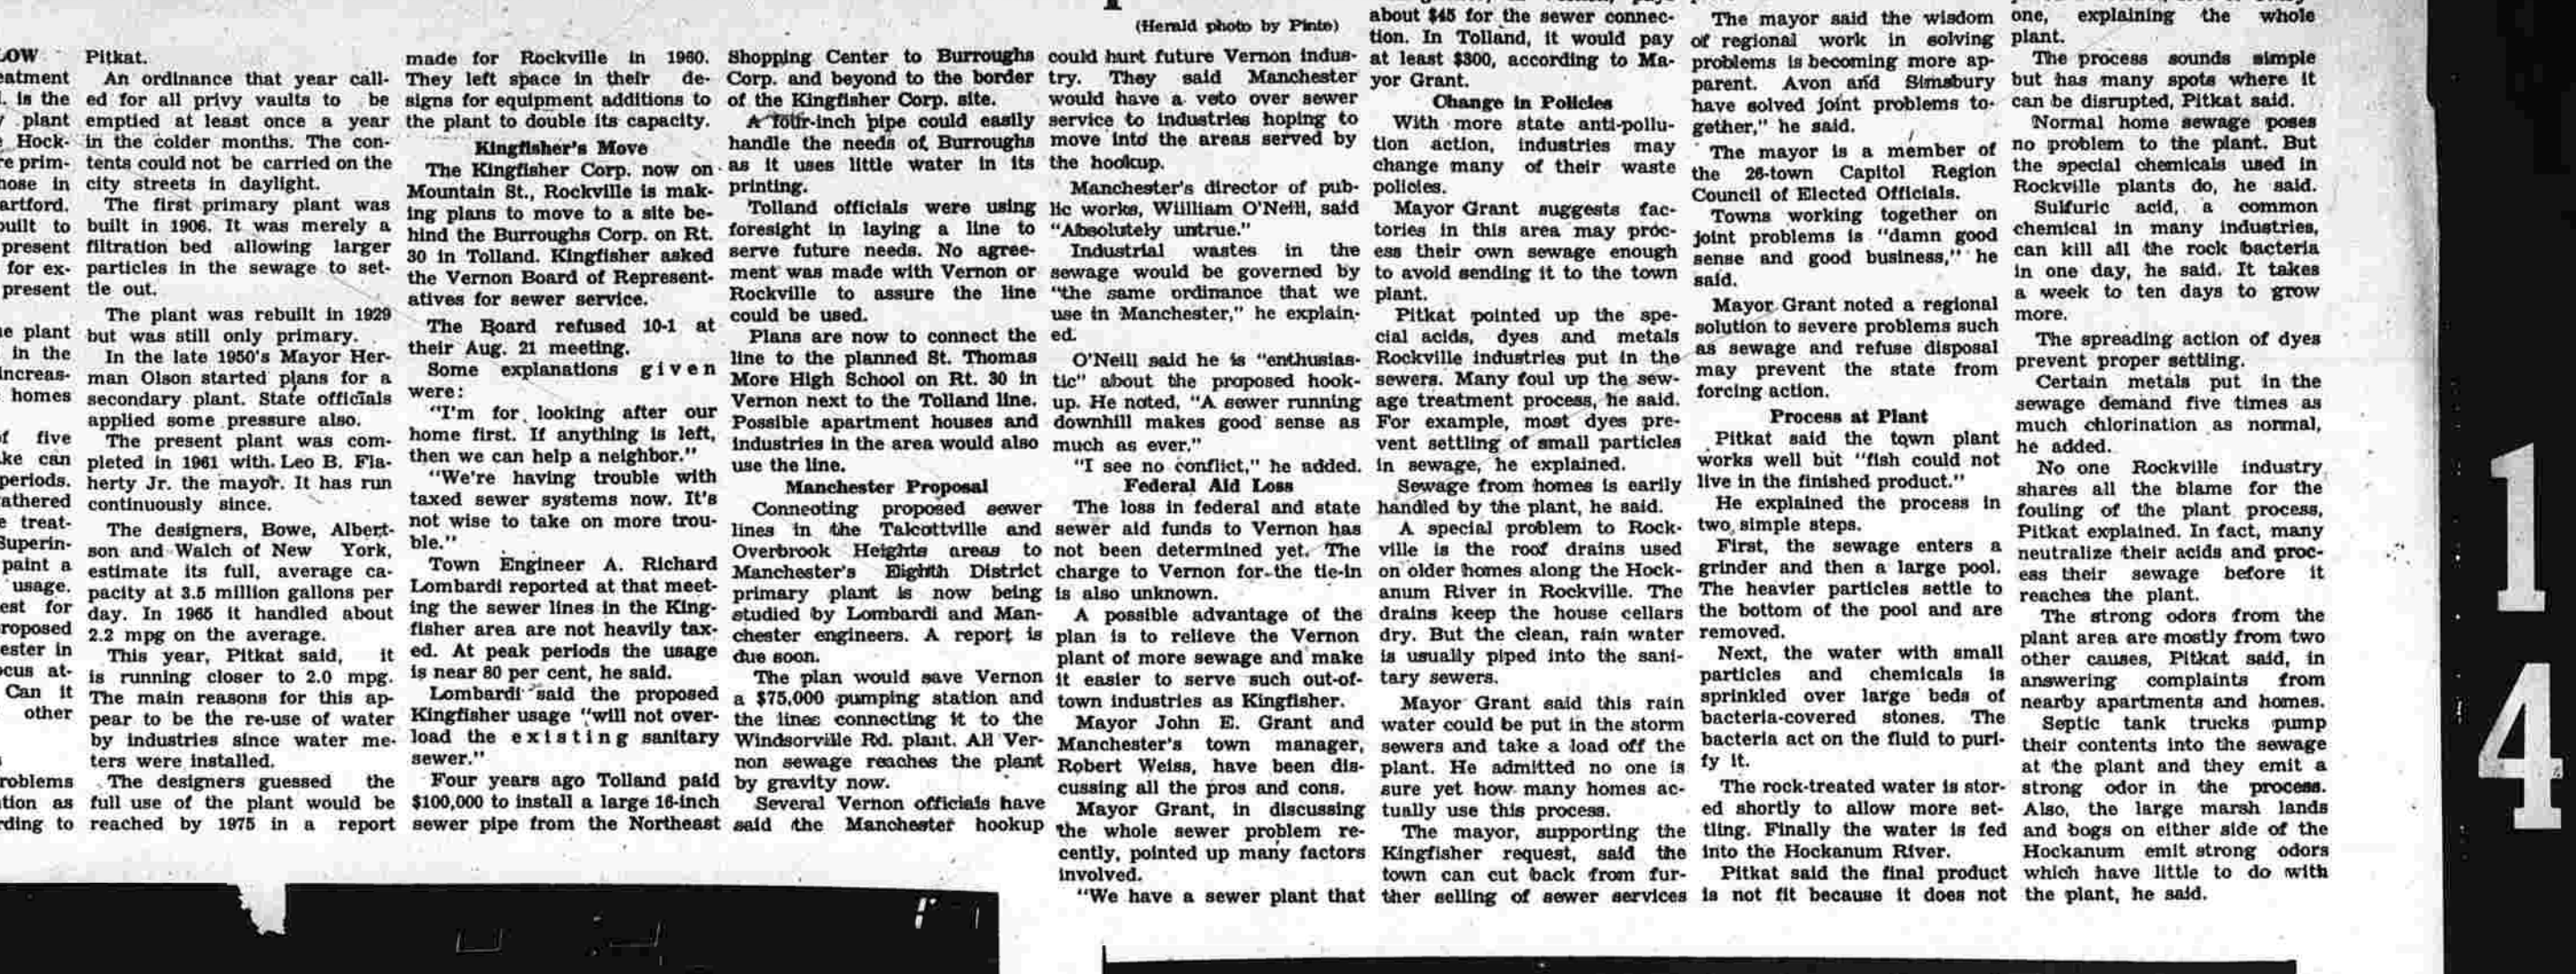 LOW
eatment
. is the
plant
Hock-
re prim-
hose in
artford.
built to
present
for ex-
present
he plant
in the
increas-
homes
of five
ke can
periods.
athered
e treat-
Superin-
paint a
usage.
est for
roposed
ester in
ocus at-
Can it
other
roblems
tion as
rding to
Pitkat.
An ordinance that year call-
ed for all privy vaults to be
emptied at least once a year
in the colder months. The con-
tents could not be carried on the
city streets in daylight.
The first primary plant was
built in 1906. It was merely a
filtration bed allowing larger
particles in the sewage to set-
tle out.
The plant was rebuilt in 1929
but was still only primary.
In the late 1950's Mayor Her-
man Olson started plans for a
secondary plant. State officials
applied some pressure also.
The present plant was com-
pleted in 1961 with Leo B. Fla-
herty Jr. the mayor. It has run
continuously since.
The designers, Bowe, Albert-
son and Walch of New York,
estimate its full, average ca-
pacity at 3.5 million gallons per
day. In 1965 it handled about
2.2 mpg on the average.
This year, Pitkat said, it
is running closer to 2.0 mpg.
The main reasons for this ap-
pear to be the re-use of water
by industries since water me-
ters were installed.
The designers guessed the
full use of the plant would be
reached by 1975 in a report
made for Rockville in 1960.
They left space in their de-
signs for equipment additions to
the plant to double its capacity.
Kingfisher's Move
The Kingfisher Corp. now on
Mountain St., Rockville is mak-
ing plans to move to a site be-
hind the Burroughs Corp. on Rt.
30 in Tolland. Kingfisher asked
the Vernon Board of Represent-
atives for sewer service.
The Board refused 10-1 at
their Aug. 21 meeting.
Some explanations given
were:
"I'm for looking after our
home first. If anything is left,
then we can help a neighbor."
"We're having trouble with
taxed sewer systems now. It's
not wise to take on more trou-
ble."
Town Engineer A. Richard
Lombardi reported at that meet-
ing the sewer lines in the King-
fisher area are not heavily tax-
ed. At peak periods the usage
is near 80 per cent, he said.
Lombardi said the proposed
Kingfisher usage "will not over-
load the existing sanitary
sewer."
Four years ago Tolland paid
$100,000 to install a large 16-inch
sewer pipe from the Northeast
Shopping Center to Burroughs
Corp. and beyond to the border
of the Kingfisher Corp. site.
A four-inch pipe could easily
handle the needs of Burroughs
as it uses little water in its
printing.
Tolland officials were using
foresight in laying a line to
serve future needs. No agree-
ment was made with Vernon or
Rockville to assure the line
could be used.
Plans are now to connect the
line to the planned St. Thomas
More High School on Rt. 30 in
Vernon next to the Tolland line.
Possible apartment houses and
industries in the area would also
use the line.
Manchester Proposal
Connecting proposed sewer
lines in the Talcottville and
Overbrook Heights areas to
Manchester's Eighth District
primary plant is now being
studied by Lombardi and Man-
chester engineers. A report is
due soon.
The plan would save Vernon
a $75,000 pumping station and
the lines connecting it to the
Windsorville Rd. plant. All Ver-
non sewage reaches the plant
by gravity now.
Several Vernon officials have
said the Manchester hookup
(Herald photo by Pinto)
could hurt future Vernon indus-
try. They said Manchester
would have a veto over sewer
service to industries hoping to
move into the areas served by
the hookup.
Manchester's director of pub-
lic works, William O'Neill, said
"Absolutely untrue."
Industrial wastes in the
sewage would be governed by
"the same ordinance that we
use in Manchester," he explain-
ed.
O'Neill said he is "enthusias-
tic" about the proposed hook-
up. He noted, "A sewer running
downhill makes good sense as
much as ever."
"I see no conflict," he added.
Federal Aid Loss
The loss in federal and state
sewer aid funds to Vernon has
not been determined yet. The
charge to Vernon for the tie-in
is also unknown.
A possible advantage of the
plan is to relieve the Vernon
plant of more sewage and make
it easier to serve such out-of-
town industries as Kingfisher.
Mayor John E. Grant and
Manchester's town manager,
Robert Weiss, have been dis-
cussing all the pros and cons.
Mayor Grant, in discussing
the whole sewer problem re-
cently, pointed up many factors
involved.
"We have a sewer plant that
about $45 for the sewer connec-
tion. In Tolland, it would pay
at least $300, according to Ma-
yor Grant.
Change in Policies
With more state anti-pollu-
tion action, industries may
change many of their waste
policies.
Mayor Grant suggests fac-
tories in this area may proc-
ess their own sewage enough
to avoid sending it to the town
plant.
Pitkat pointed up the spe-
cial acids, dyes and metals
Rockville industries put in the
sewers. Many foul up the sew-
age treatment process, he said.
For example, most dyes pre-
vent settling of small particles
in sewage, he explained.
Sewage from homes is earily
handled by the plant, he said.
A special problem to Rock-
ville is the roof drains used
on older homes along the Hock-
anum River in Rockville. The
drains keep the house cellars
dry. But the clean, rain water
is usually piped into the sani-
tary sewers.
Mayor Grant said this rain
water could be put in the storm
sewers and take a load off the
plant. He admitted no one is
sure yet how many homes ac-
tually use this process.
The mayor, supporting the
Kingfisher request, said the
town can cut back from fur-
ther selling of sewer services
The mayor said the wisdom
of regional work in solving
problems is becoming more ap-
parent. Avon and Simsbury
have solved joint problems to-
gether," he said.
The mayor is a member of
the 26-town Capitol Region
Council of Elected Officials.
Towns working together on
joint problems is "damn good
sense and good business," he
said.
Mayor Grant noted a regional
solution to severe problems such
as sewage and refuse disposal
may prevent the state from
forcing action.
Process at Plant
Pitkat said the town plant
works well but "fish could not
live in the finished product."
He explained the process in
two simple steps.
First, the sewage enters a
grinder and then a large pool.
The heavier particles settle to
the bottom of the pool and are
removed.
Next, the water with small
particles and chemicals is
sprinkled over large beds of
bacteria-covered stones. The
bacteria act on the fluid to puri-
fy it.
The rock-treated water is stor-
ed shortly to allow more set-
tling. Finally the water is fed
into the Hockanum River.
Pitkat said the final product
is not fit because it does not
one, explaining the whole
plant.
The process sounds simple
but has many spots where it
can be disrupted, Pitkat said.
Normal home sewage poses
no problem to the plant. But
the special chemicals used in
Rockville plants do, he said.
Sulfuric acid, a common
chemical in many industries,
can kill all the rock bacteria
in one day, he said. It takes
a week to ten days to grow
more.
The spreading action of dyes
prevent proper settling.
Certain metals put in the
sewage demand five times as
much chlorination as normal,
he added.
No one Rockville industry
shares all the blame for the
fouling of the plant process,
Pitkat explained. In fact, many
neutralize their acids and proc-
ess their sewage before it
reaches the plant.
The strong odors from the
plant area are mostly from two
other causes, Pitkat said, in
answering complaints from
nearby apartments and homes.
Septic tank trucks pump
their contents into the sewage
at the plant and they emit a
strong odor in the process.
Also, the large marsh lands
and bogs on either side of the
Hockanum emit strong odors
which have little to do with
the plant, he said.
1
4